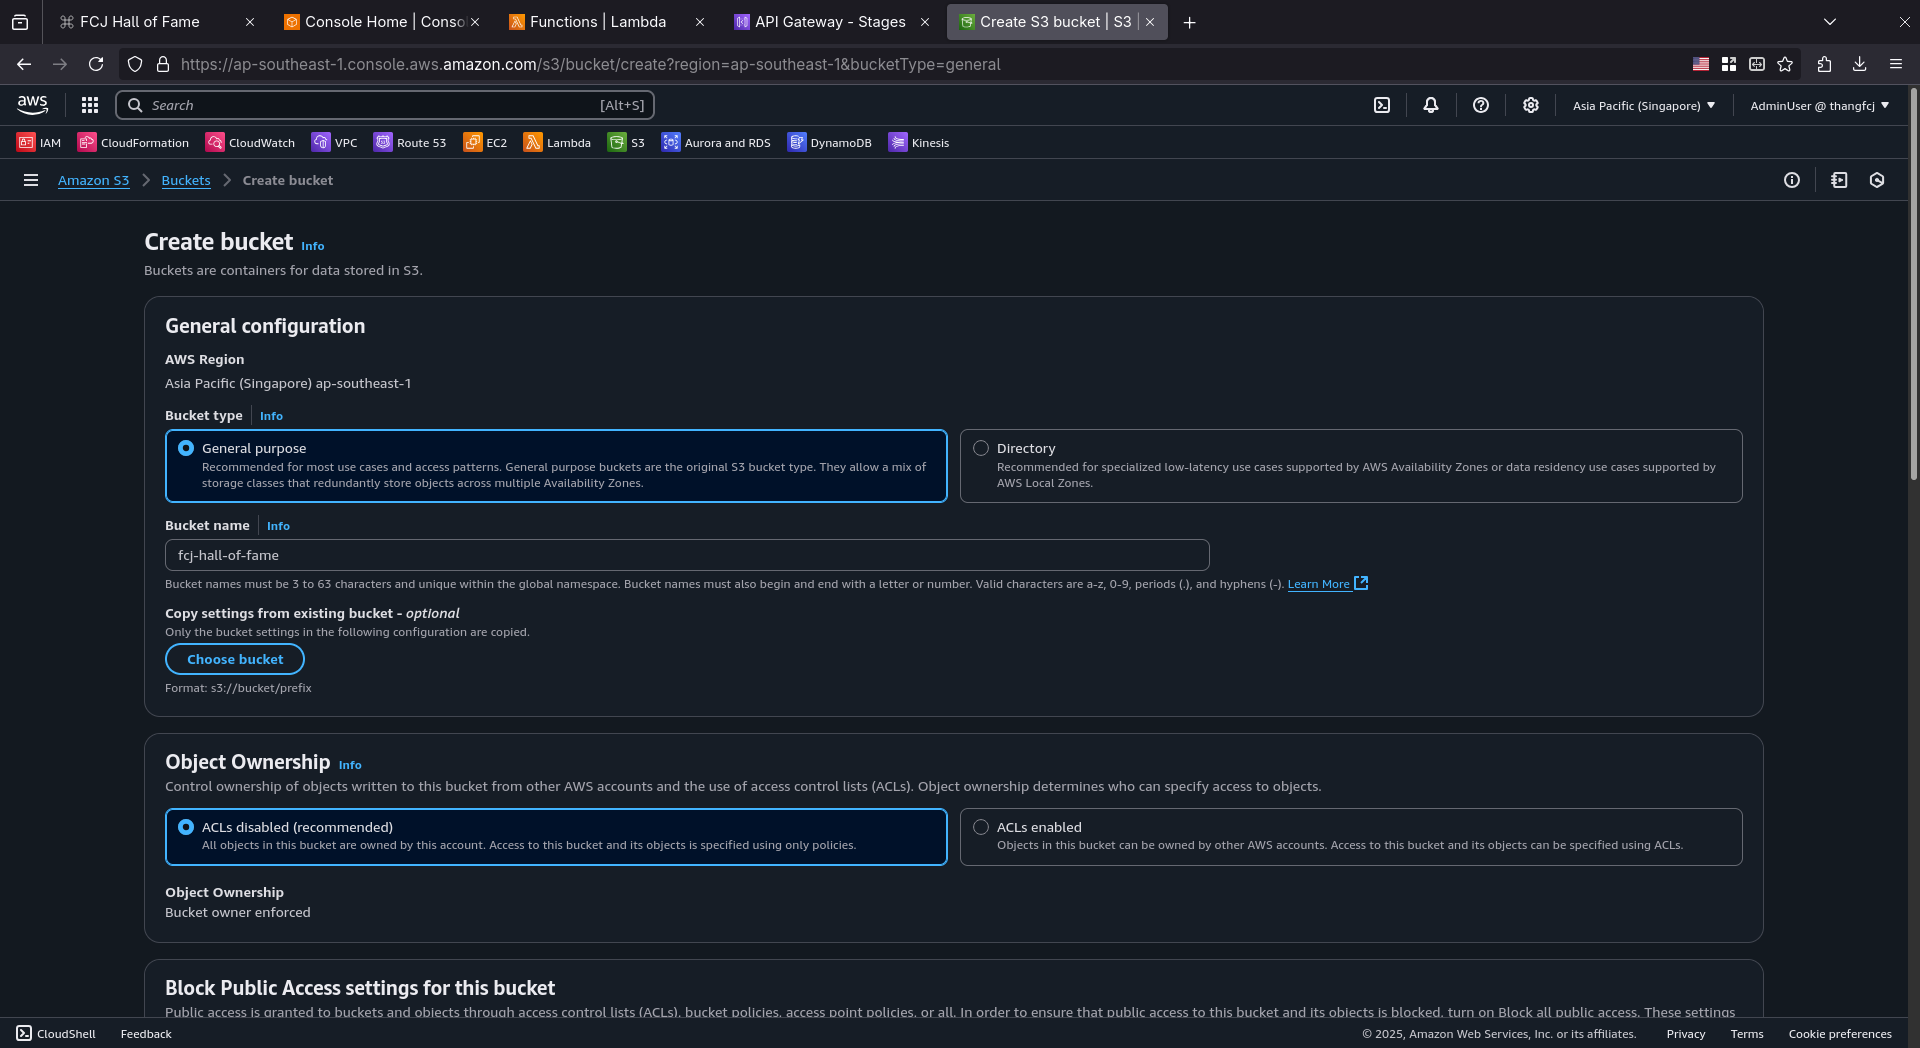 FCJ Hall of Fame
Console Home | Conso
Functions | Lambda
API Gateway - Stages
Create S3 bucket | S3 |
https://ap-southeast-1.console.aws.amazon.com/s3/bucket/create?region=ap-southeast-1&bucketType=general
aws
Search [Alt+S]
Asia Pacific (Singapore)
AdminUser @ thangfcj
IAM CloudFormation CloudWatch VPC Route 53 EC2 Lambda S3 Aurora and RDS DynamoDB Kinesis
Amazon S3 Buckets Create bucket
Create bucket Info
Buckets are containers for data stored in S3.
General configuration
AWS Region
Asia Pacific (Singapore) ap-southeast-1
Bucket type Info
General purpose
Recommended for most use cases and access patterns. General purpose buckets are the original S3 bucket type. They allow a mix of
storage classes that redundantly store objects across multiple Availability Zones.
Directory
Recommended for specialized low-latency use cases supported by AWS Availability Zones or data residency use cases supported by
AWS Local Zones.
Bucket name Info
fcj-hall-of-fame
Bucket names must be 3 to 63 characters and unique within the global namespace. Bucket names must also begin and end with a letter or number. Valid characters are a-z, 0-9, periods (.), and hyphens (-). Learn More
Copy settings from existing bucket - optional
Only the bucket settings in the following configuration are copied.
Choose bucket
Format: s3://bucket/prefix
Object Ownership Info
Control ownership of objects written to this bucket from other AWS accounts and the use of access control lists (ACLs). Object ownership determines who can specify access to objects.
ACLs disabled (recommended)
All objects in this bucket are owned by this account. Access to this bucket and its objects is specified using only policies.
ACLs enabled
Objects in this bucket can be owned by other AWS accounts. Access to this bucket and its objects can be specified using ACLs.
Object Ownership
Bucket owner enforced
Block Public Access settings for this bucket
Public access is granted to buckets and objects through access control lists (ACLs), bucket policies, access point policies, or all. In order to ensure that public access to this bucket and its objects is blocked, turn on Block all public access. These settings
CloudShell Feedback
© 2025, Amazon Web Services, Inc. or its affiliates. Privacy Terms Cookie preferences